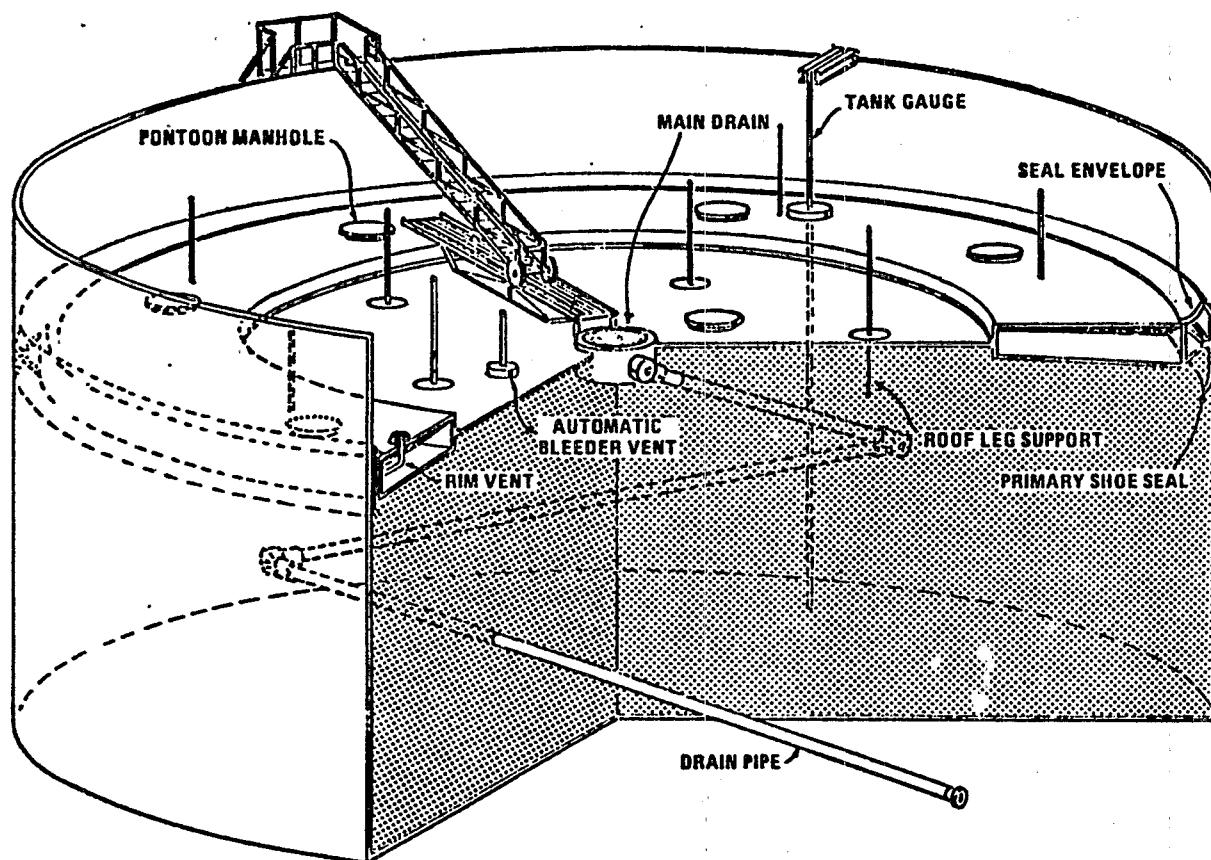 TANK GAUGE
MAIN DRAIN
PONTOON MANHOLE
SEAL ENVELOPE
AUTOMATIC
BLEEDER VENT
ROOF LEG SUPPORT
RIM VENT
PRIMARY SHOE SEAL
DRAIN PIPE